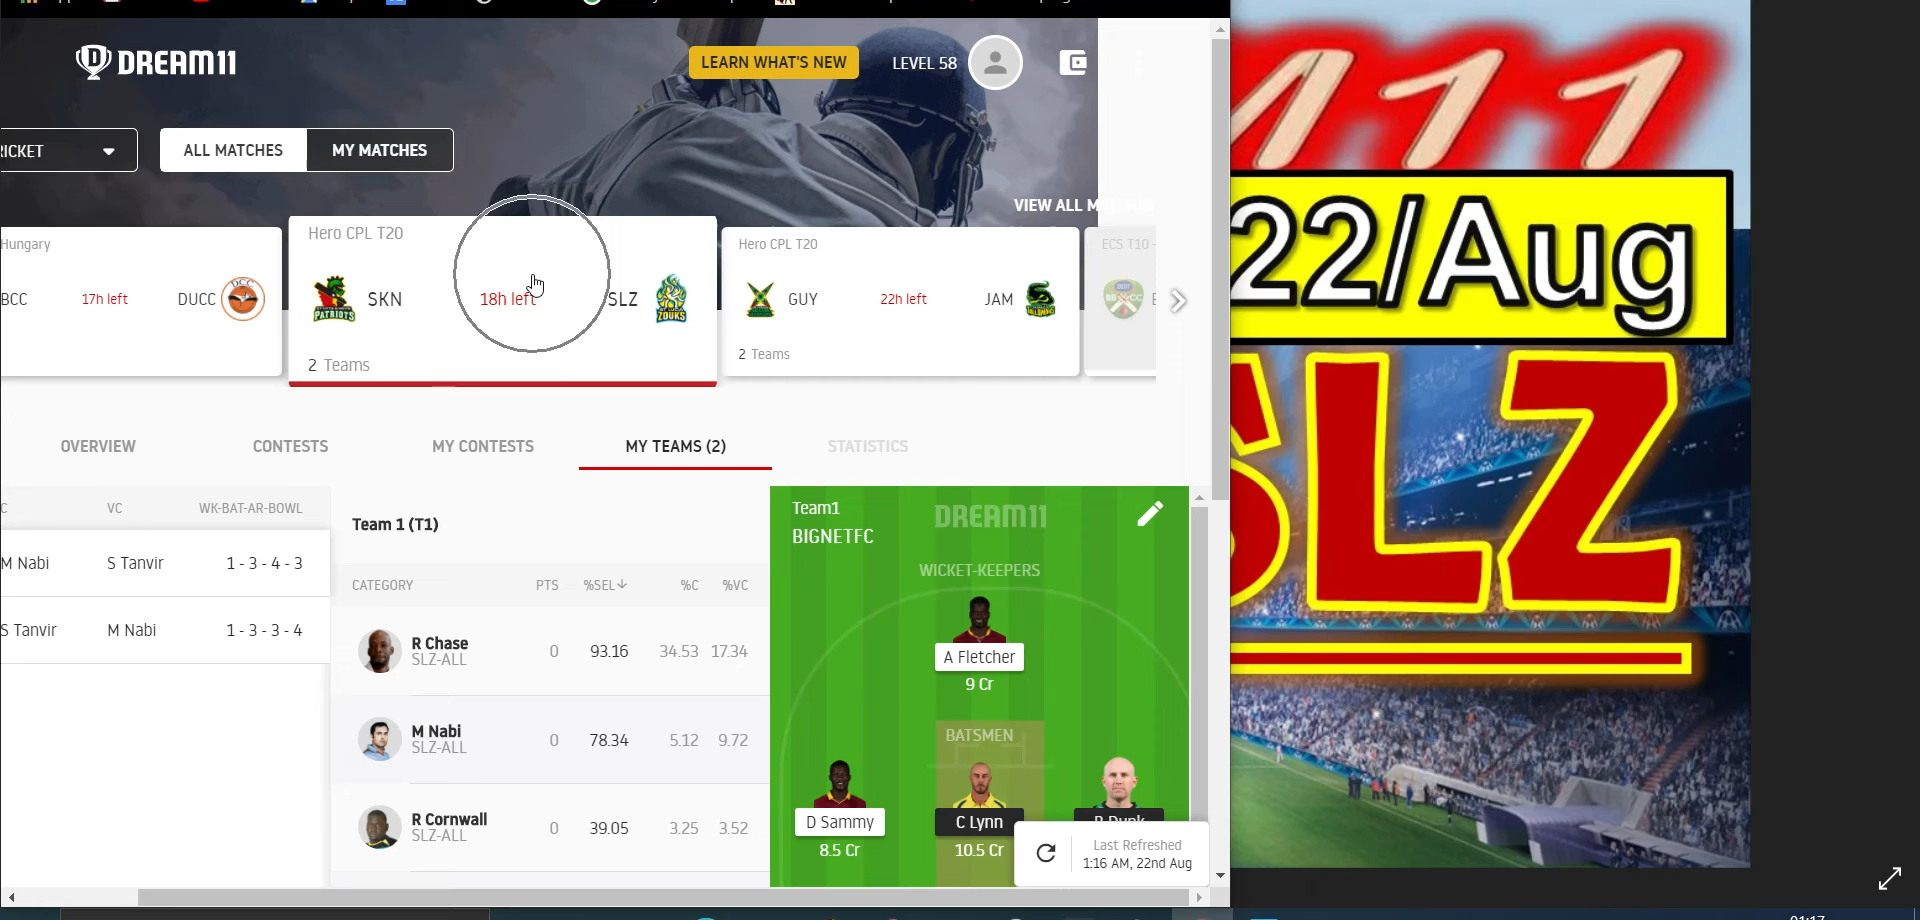 DREAM11
LEARN WHAT'S NEW
LEVEL 58
ALL MATCHES
MY MATCHES
VIEW ALL
Hungary
BCC
17h left
DUCC
Hero CPL T20
PATRIOTS
SKN
18h left
SLZ
ZOUKS
2 Teams
Hero CPL T20
GUY
22h left
JAM
2 Teams
ECS T10 -
OVERVIEW
CONTESTS
MY CONTESTS
MY TEAMS (2)
STATISTICS
C
VC
WK-BAT-AR-BOWL
M Nabi
S Tanvir
1 - 3 - 4 - 3
S Tanvir
M Nabi
1 - 3 - 3 - 4
Team 1 (T1)
CATEGORY
PTS
%SEL↓
%C
%VC
R Chase
SLZ-ALL
0
93.16
34.53
17.34
M Nabi
SLZ-ALL
0
78.34
5.12
9.72
R Cornwall
SLZ-ALL
0
39.05
3.25
3.52
Team1
BIGNETFC
DREAM11
WICKET-KEEPERS
A Fletcher
9 Cr
BATSMEN
D Sammy
8.5 Cr
C Lynn
10.5 Cr
Last Refreshed
1:16 AM, 22nd Aug
11
22/Aug
SLZ